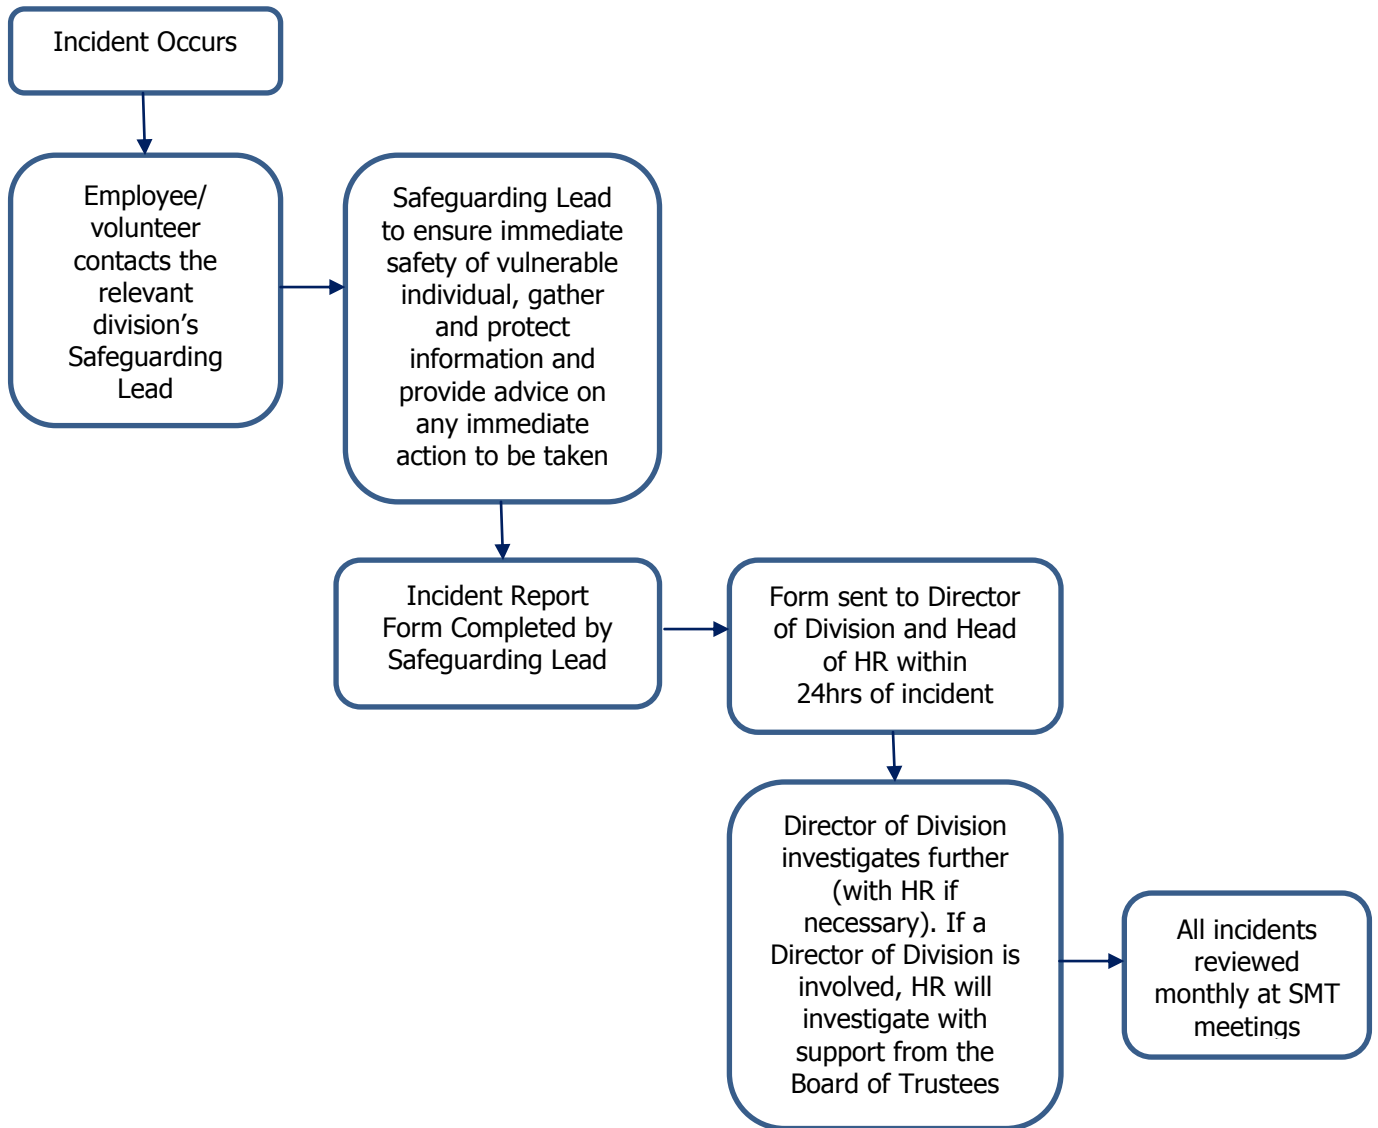 Incident Occurs
Employee/
volunteer
contacts the
relevant
division’s
Safeguarding
Lead
Safeguarding Lead
to ensure immediate
safety of vulnerable
individual, gather
and protect
information and
provide advice on
any immediate
action to be taken
Incident Report
Form Completed by
Safeguarding Lead
Form sent to Director
of Division and Head
of HR within
24hrs of incident
Director of Division
investigates further
(with HR if
necessary). If a
Director of Division is
involved, HR will
investigate with
support from the
Board of Trustees
All incidents
reviewed
monthly at SMT
meetings